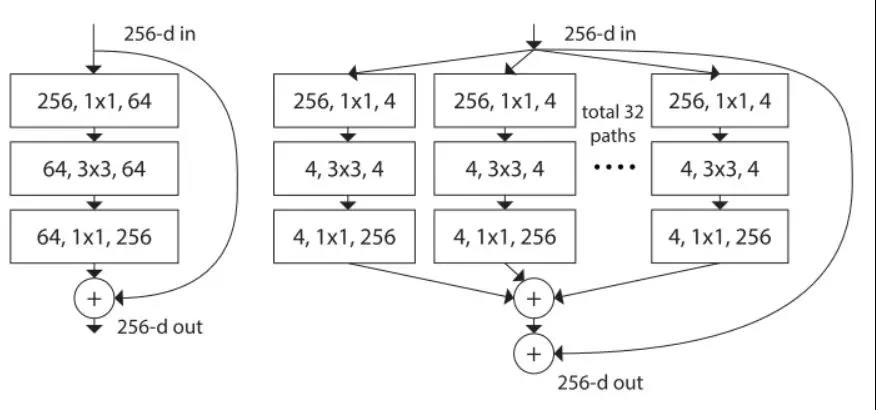 256-d in
256, 1x1, 64
64, 3x3, 64
64, 1x1, 256
+
256-d out
256-d in
256, 1x1, 4
256, 1x1, 4
total 32
paths
....
256, 1x1, 4
4, 3x3, 4
4, 3x3, 4
4, 3x3, 4
4, 1x1, 256
4, 1x1, 256
4, 1x1, 256
+
+
256-d out